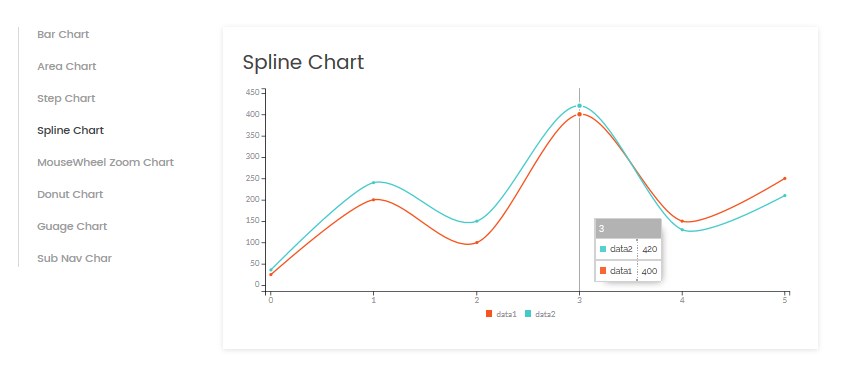 Bar Chart
Area Chart
Step Chart
Spline Chart
MouseWheel Zoom Chart
Donut Chart
Guage Chart
Sub Nav Char
Spline Chart
450
400
350
300
250
200
150
100
50
0
0 1 2 3 4 5
3
data2 420
data1 400
data1 data2